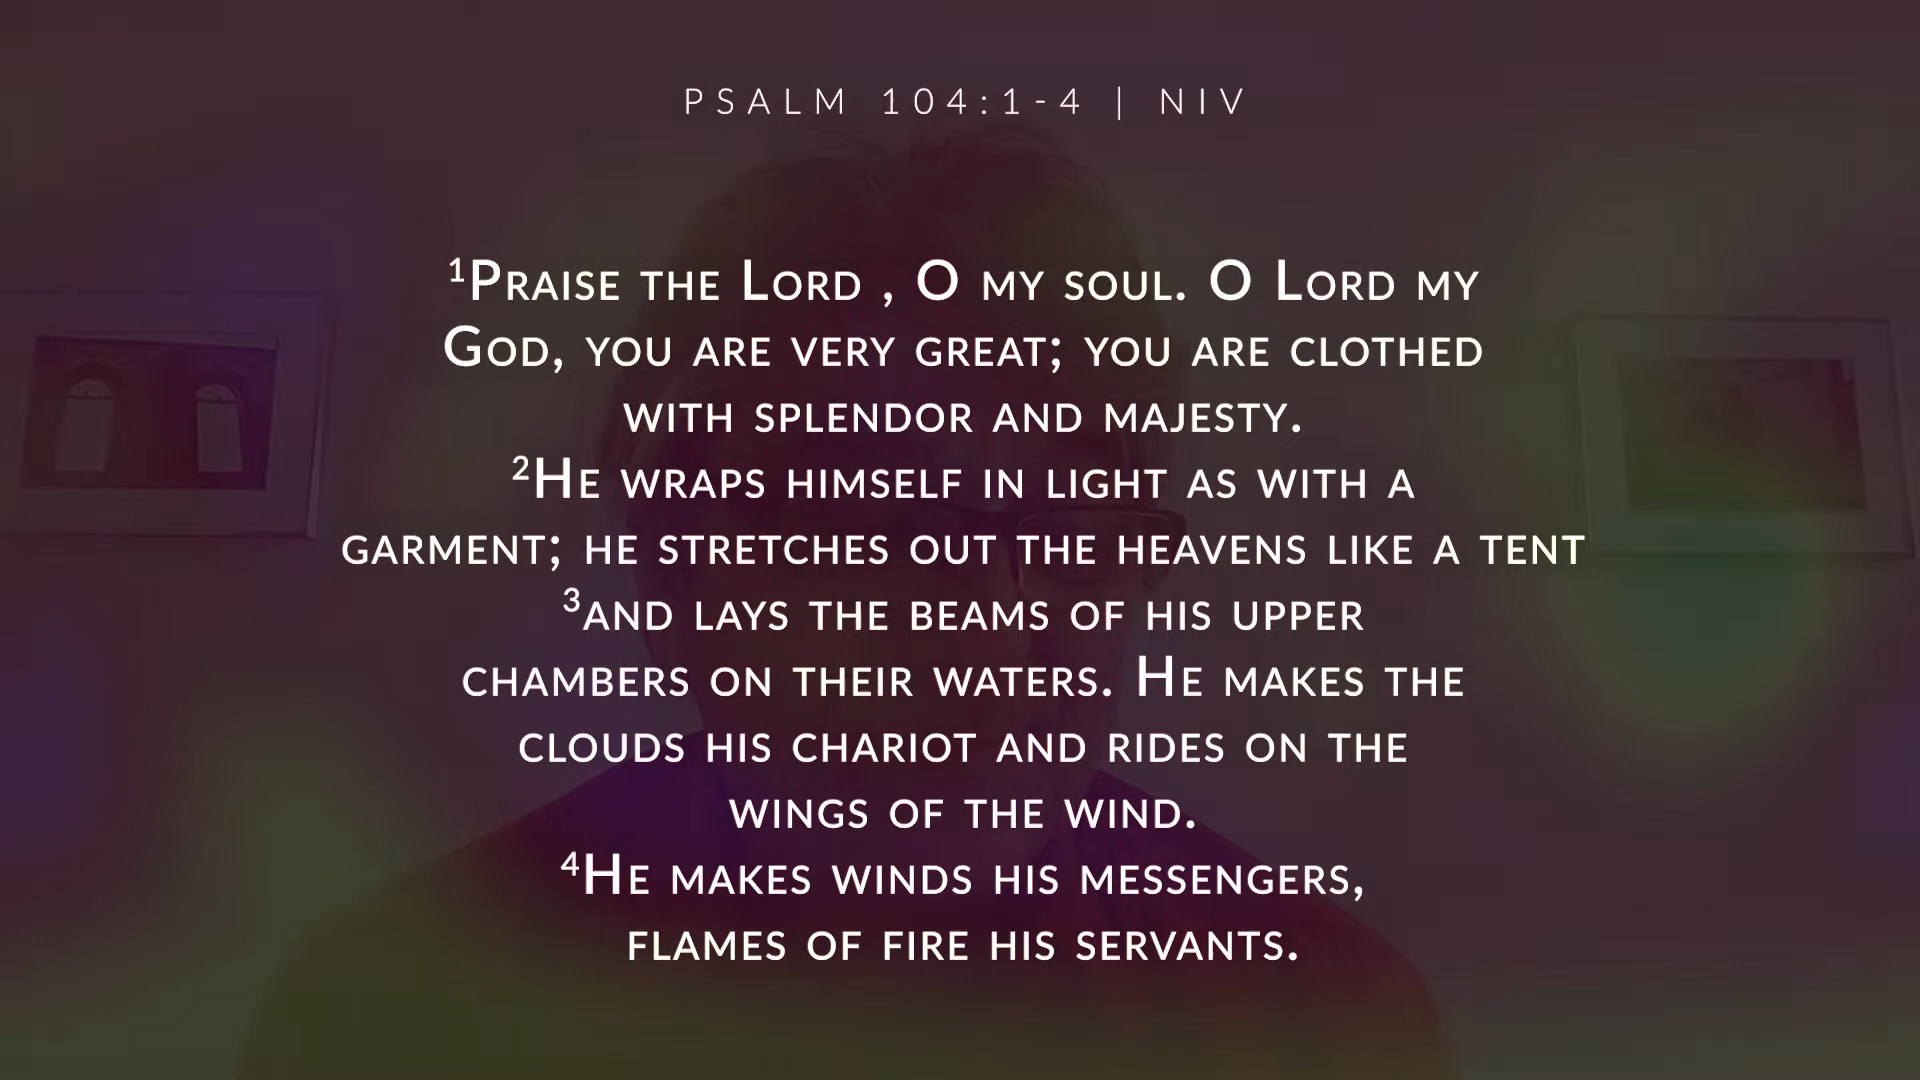 PSALM 104:1-4 | NIV
¹Praise the Lord , O my soul. O Lord my
God, you are very great; you are clothed
with splendor and majesty.
²He wraps himself in light as with a
garment; he stretches out the heavens like a tent
³and lays the beams of his upper
chambers on their waters. He makes the
clouds his chariot and rides on the
wings of the wind.
⁴He makes winds his messengers,
flames of fire his servants.